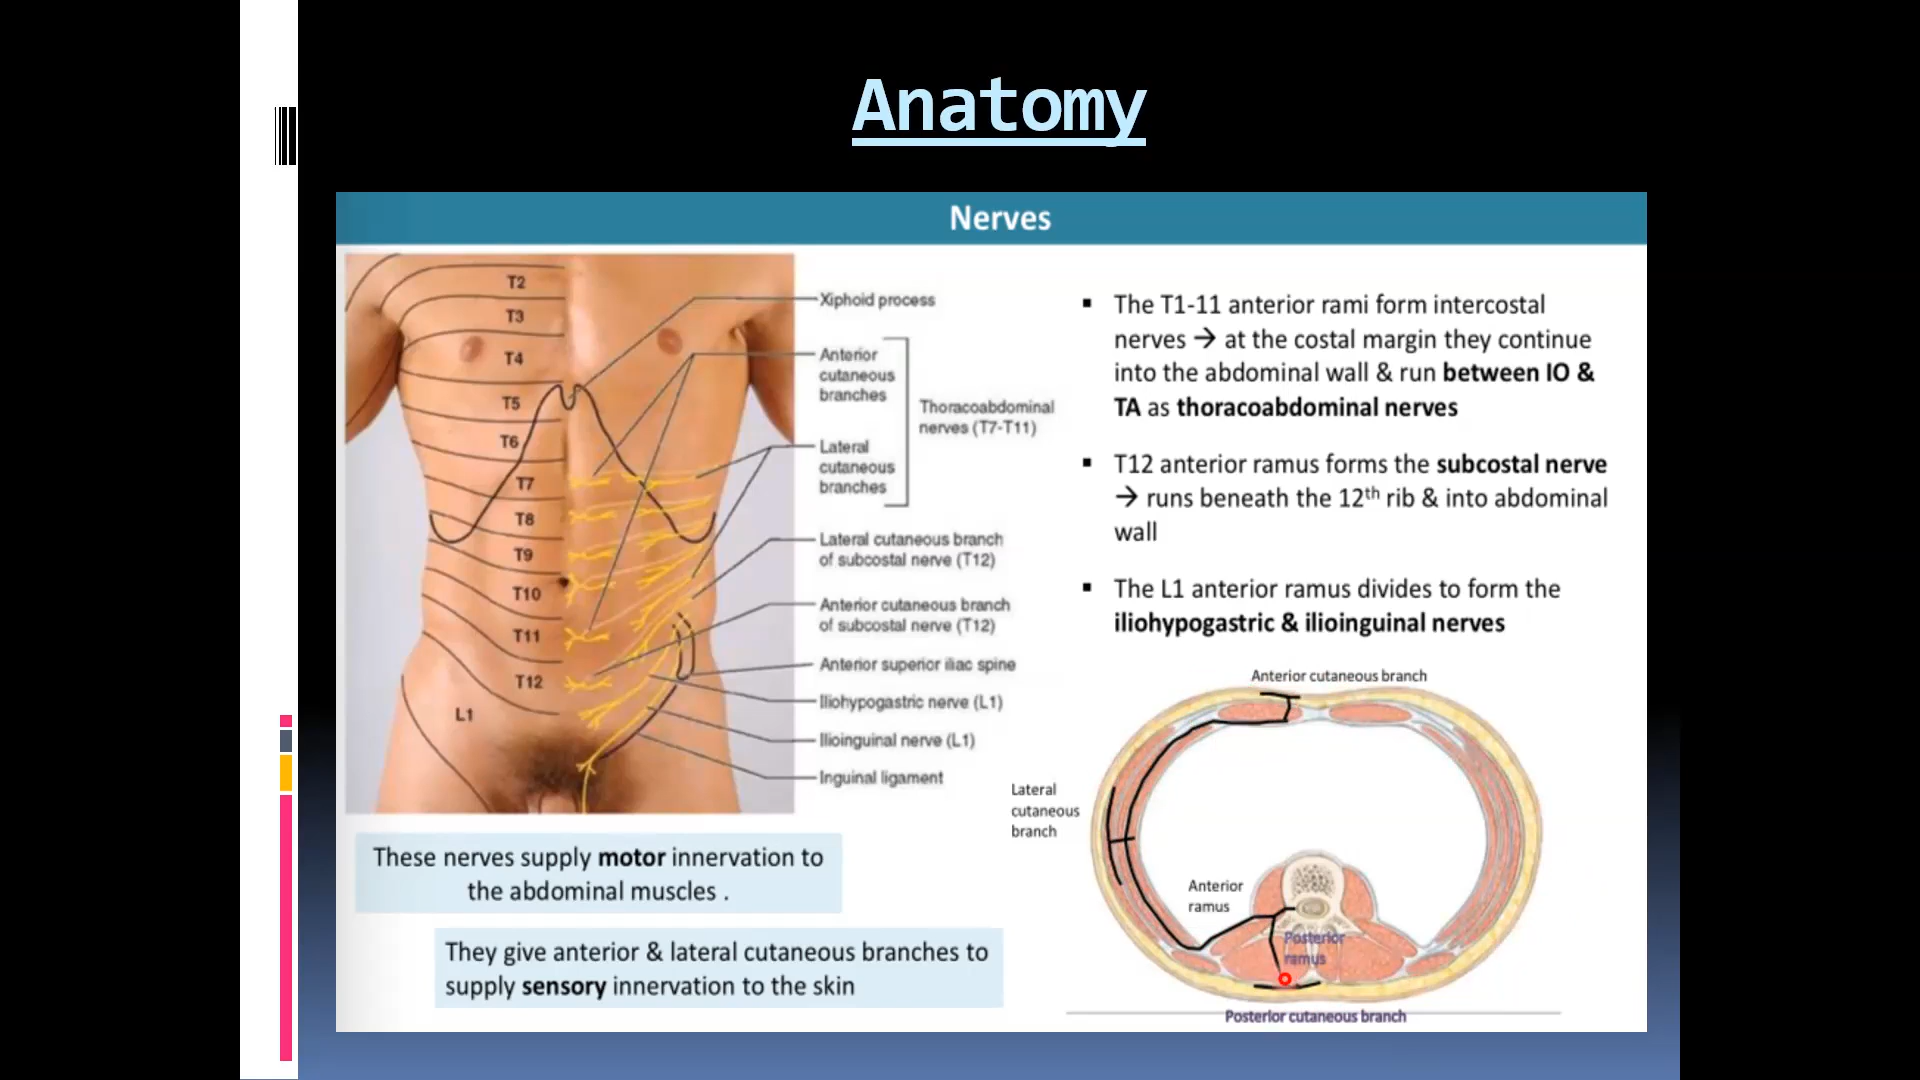 Anatomy
Nerves
T2
T3
T4
T5
T6
T7
T8
T9
T10
T11
T12
L1
Xiphoid process
Anterior
cutaneous
branches
Thoracoabdominal
nerves (T7-T11)
Lateral
cutaneous
branches
Lateral cutaneous branch
of subcostal nerve (T12)
Anterior cutaneous branch
of subcostal nerve (T12)
Anterior superior iliac spine
Iliohypogastric nerve (L1)
Ilioinguinal nerve (L1)
Inguinal ligament
These nerves supply motor innervation to
the abdominal muscles .
They give anterior & lateral cutaneous branches to
supply sensory innervation to the skin
▪ The T1-11 anterior rami form intercostal
nerves → at the costal margin they continue
into the abdominal wall & run between IO &
TA as thoracoabdominal nerves
▪ T12 anterior ramus forms the subcostal nerve
→ runs beneath the 12th rib & into abdominal
wall
▪ The L1 anterior ramus divides to form the
iliohypogastric & ilioinguinal nerves
Anterior cutaneous branch
Lateral
cutaneous
branch
Anterior
ramus
Posterior
ramus
Posterior cutaneous branch